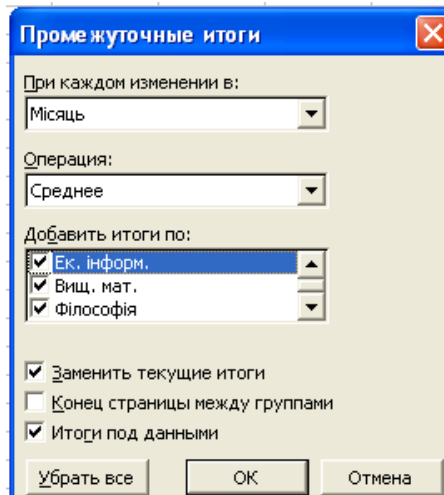 Промежуточные итоги
При каждом изменении в:
Місяць
Операция:
Среднее
Добавить итоги по:
Ек. інформ.
Вищ. мат.
Філософія
Заменить текущие итоги
Конец страницы между группами
Итоги под данными
Убрать все ОК Отмена